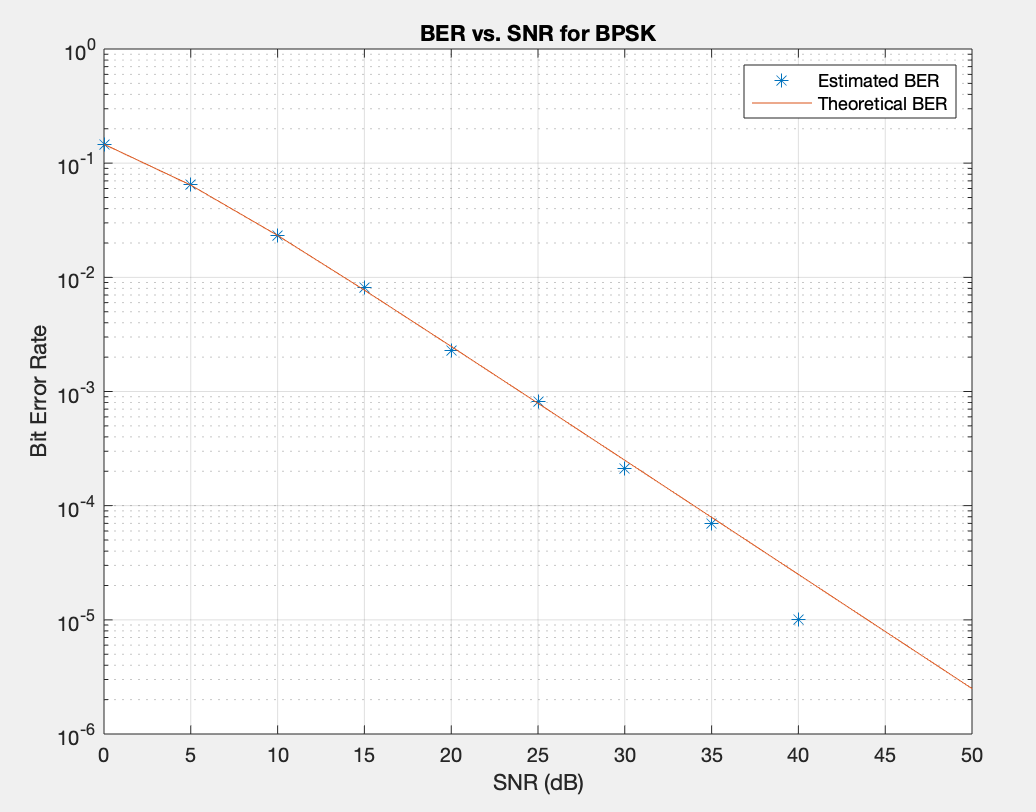 BER vs. SNR for BPSK
Estimated BER
Theoretical BER
10^0
10^-1
10^-2
10^-3
10^-4
10^-5
10^-6
Bit Error Rate
0 5 10 15 20 25 30 35 40 45 50
SNR (dB)